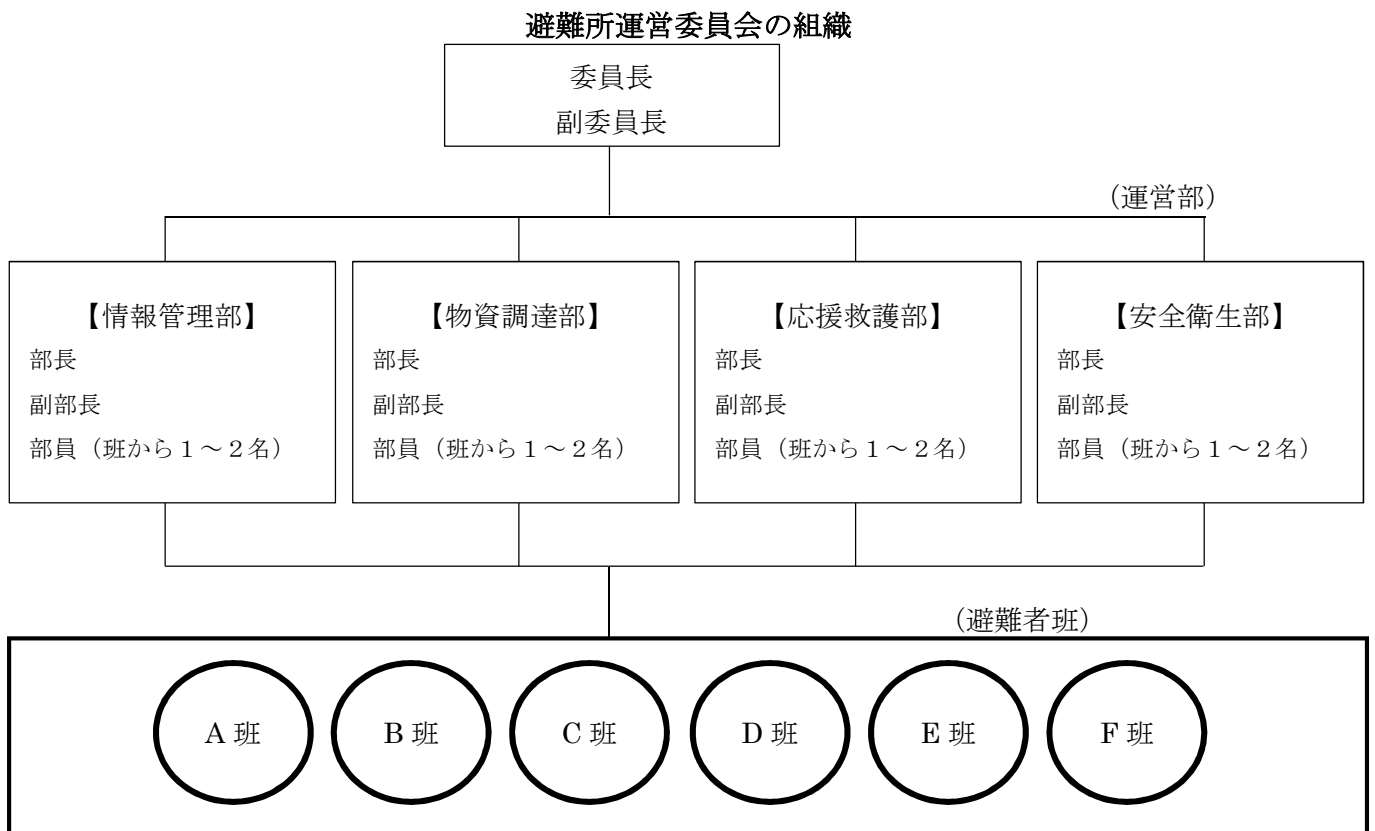 避難所運営委員会の組織
委員長
副委員長
（運営部）
【情報管理部】
部長
副部長
部員（班から１～２名）
【物資調達部】
部長
副部長
部員（班から１～２名）
【応援救護部】
部長
副部長
部員（班から１～２名）
【安全衛生部】
部長
副部長
部員（班から１～２名）
（避難者班）
A 班
B 班
C 班
D 班
E 班
F 班